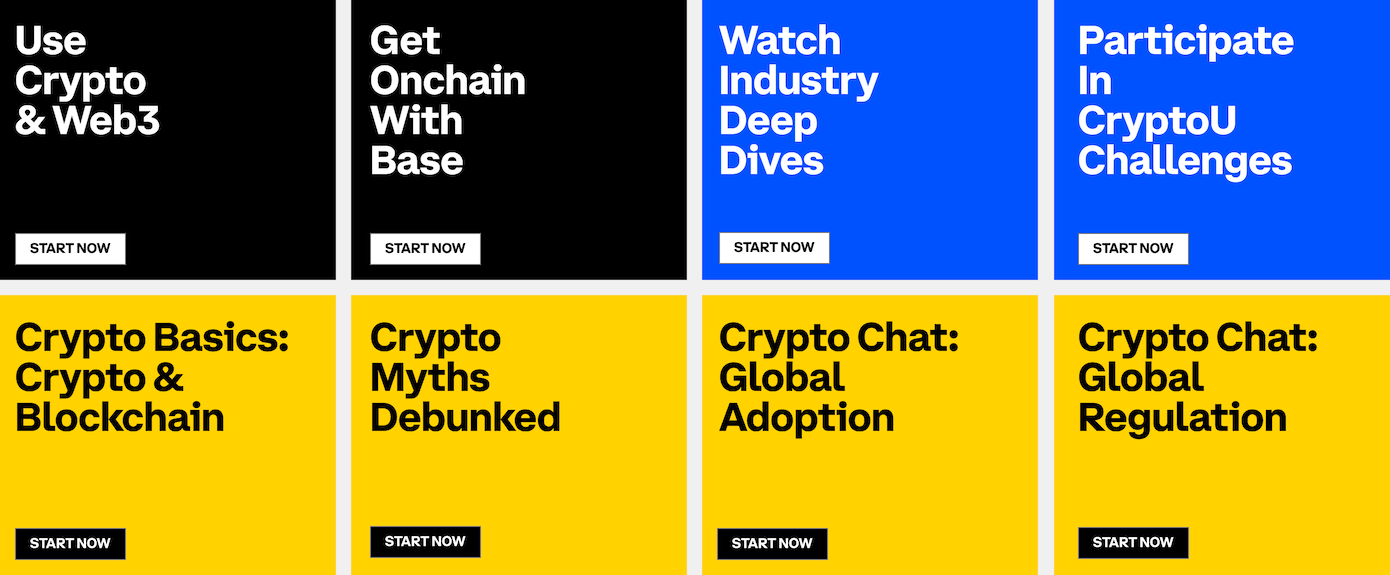 Use
Crypto
& Web3
START NOW
Get
Onchain
With
Base
START NOW
Watch
Industry
Deep
Dives
START NOW
Participate
In
CryptoU
Challenges
START NOW
Crypto Basics:
Crypto &
Blockchain
START NOW
Crypto
Myths
Debunked
START NOW
Crypto Chat:
Global
Adoption
START NOW
Crypto Chat:
Global
Regulation
START NOW